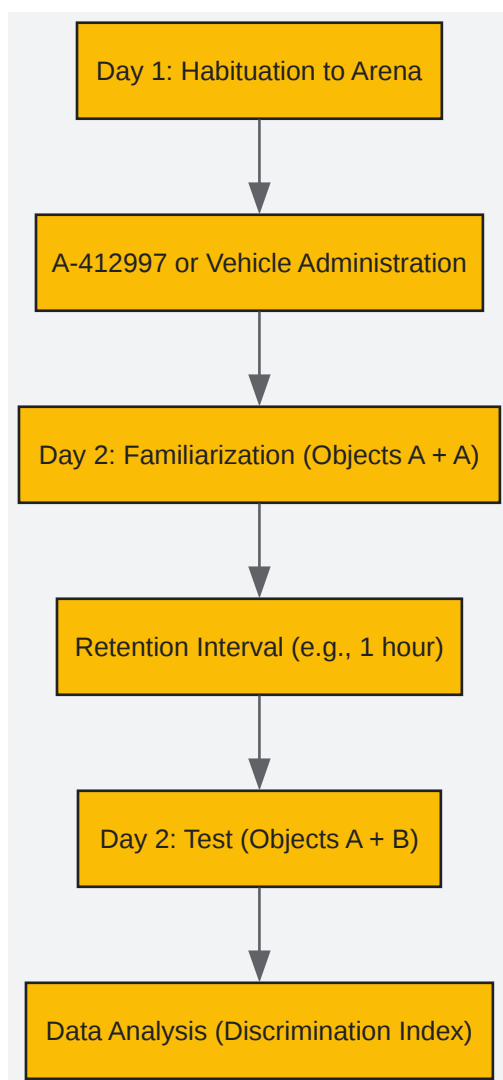 Day 1: Habituation to Arena
A-412997 or Vehicle Administration
Day 2: Familiarization (Objects A + A)
Retention Interval (e.g., 1 hour)
Day 2: Test (Objects A + B)
Data Analysis (Discrimination Index)